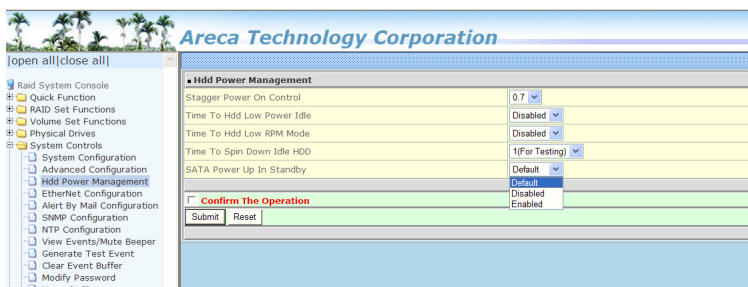 Areca Technology Corporation
|open all|close all|
Raid System Console
Quick Function
RAID Set Functions
Volume Set Functions
Physical Drives
System Controls
System Configuration
Advanced Configuration
Hdd Power Management
EtherNet Configuration
Alert By Mail Configuration
SNMP Configuration
NTP Configuration
View Events/Mute Beeper
Generate Test Event
Clear Event Buffer
Modify Password
Hdd Power Management
Stagger Power On Control 0.7
Time To Hdd Low Power Idle Disabled
Time To Hdd Low RPM Mode Disabled
Time To Spin Down Idle HDD 1(For Testing)
SATA Power Up In Standby Default
Default
Disabled
Enabled
Confirm The Operation
Submit Reset